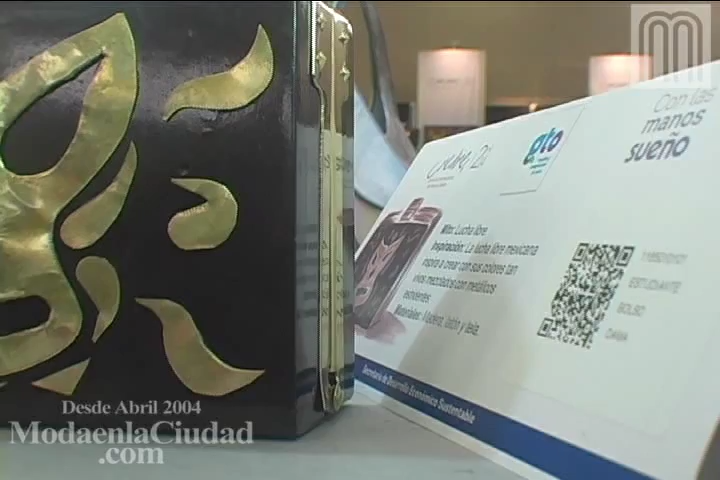 Con las
manos
sueño
gto
Mito: Lucha libre
Inspiración: La lucha libre mexicana
inspira a crear con sus colores tan
vivos mezclados con metálicos
Materiales: Madera, latón y tela.
ESTUDIANTE
BOLSO
DAMA
Secretaría de Desarrollo Económico Sustentable
Desde Abril 2004
ModaenlaCiudad
.com